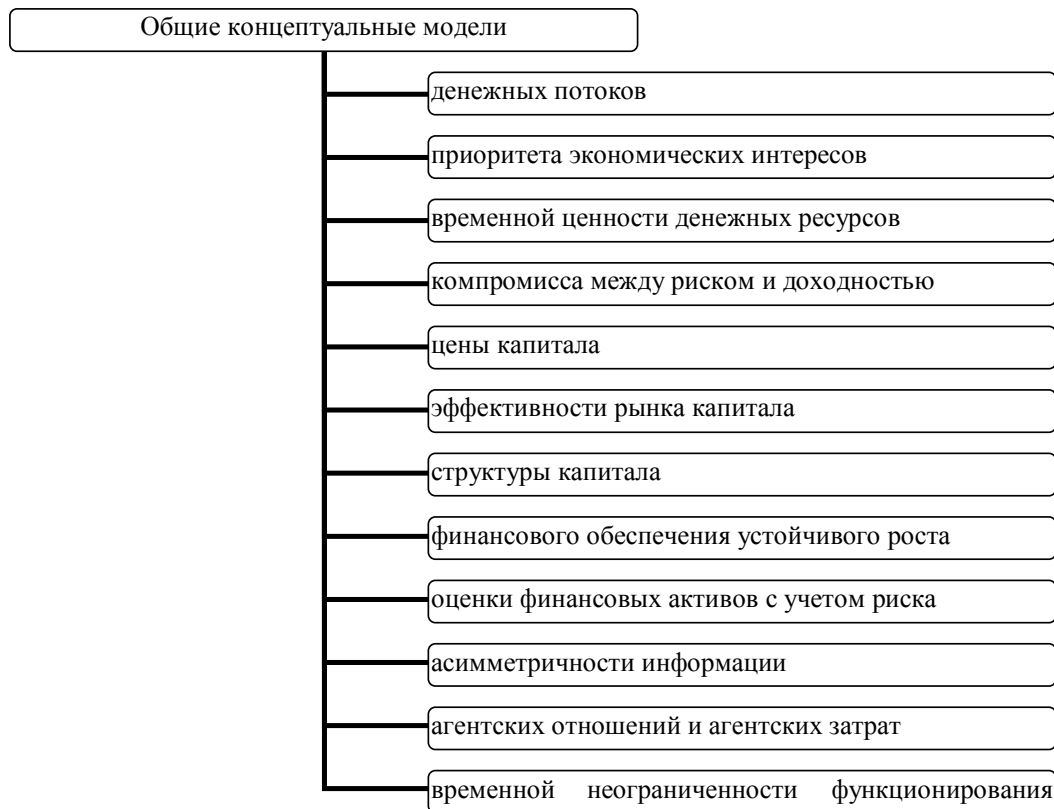 Общие концептуальные модели
денежных потоков
приоритета экономических интересов
временной ценности денежных ресурсов
компромисса между риском и доходностью
цены капитала
эффективности рынка капитала
структуры капитала
финансового обеспечения устойчивого роста
оценки финансовых активов с учетом риска
асимметричности информации
агентских отношений и агентских затрат
временной неограниченности функционирования